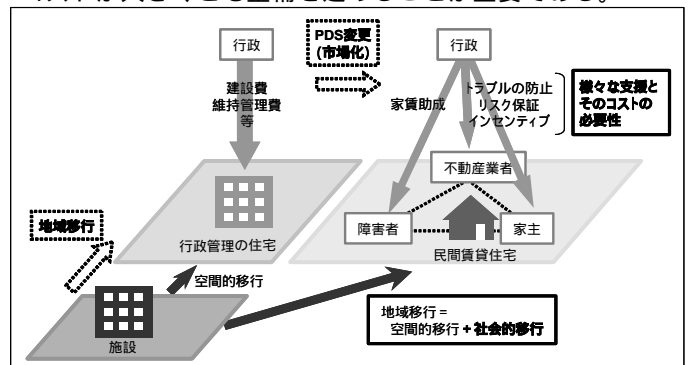 行政
PDS変更
(市場化)
行政
建設費
維持管理費
等
家賃助成
トラブルの防止
リスク保証
インセンティブ
様々な支援と
そのコストの
必要性
不動産業者
障害者
家主
民間賃貸住宅
行政管理の住宅
地域移行
空間的移行
施設
地域移行 =
空間的移行 + 社会的移行